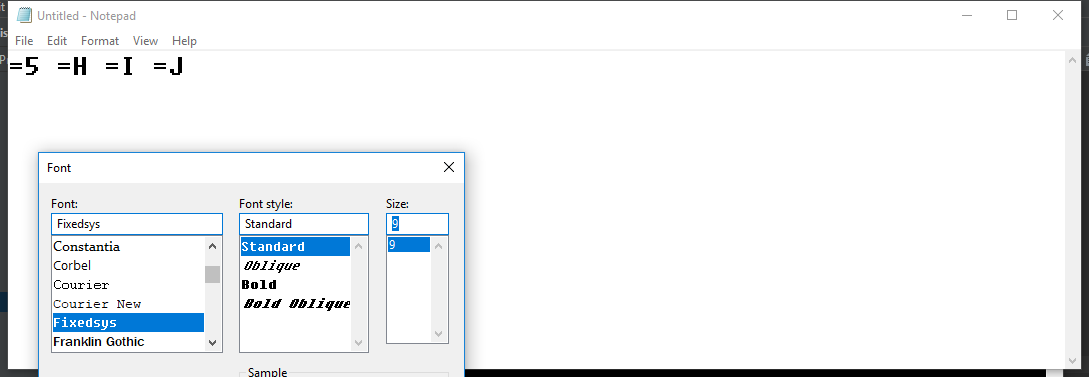 Untitled - Notepad
File Edit Format View Help
=5 =H =I =J
Font
Font: Font style: Size:
Fixedsys Standard 9
Constantia Standard 9
Corbel Oblique
Courier Bold
Courier New Bold Oblique
Fixedsys
Franklin Gothic
Sample